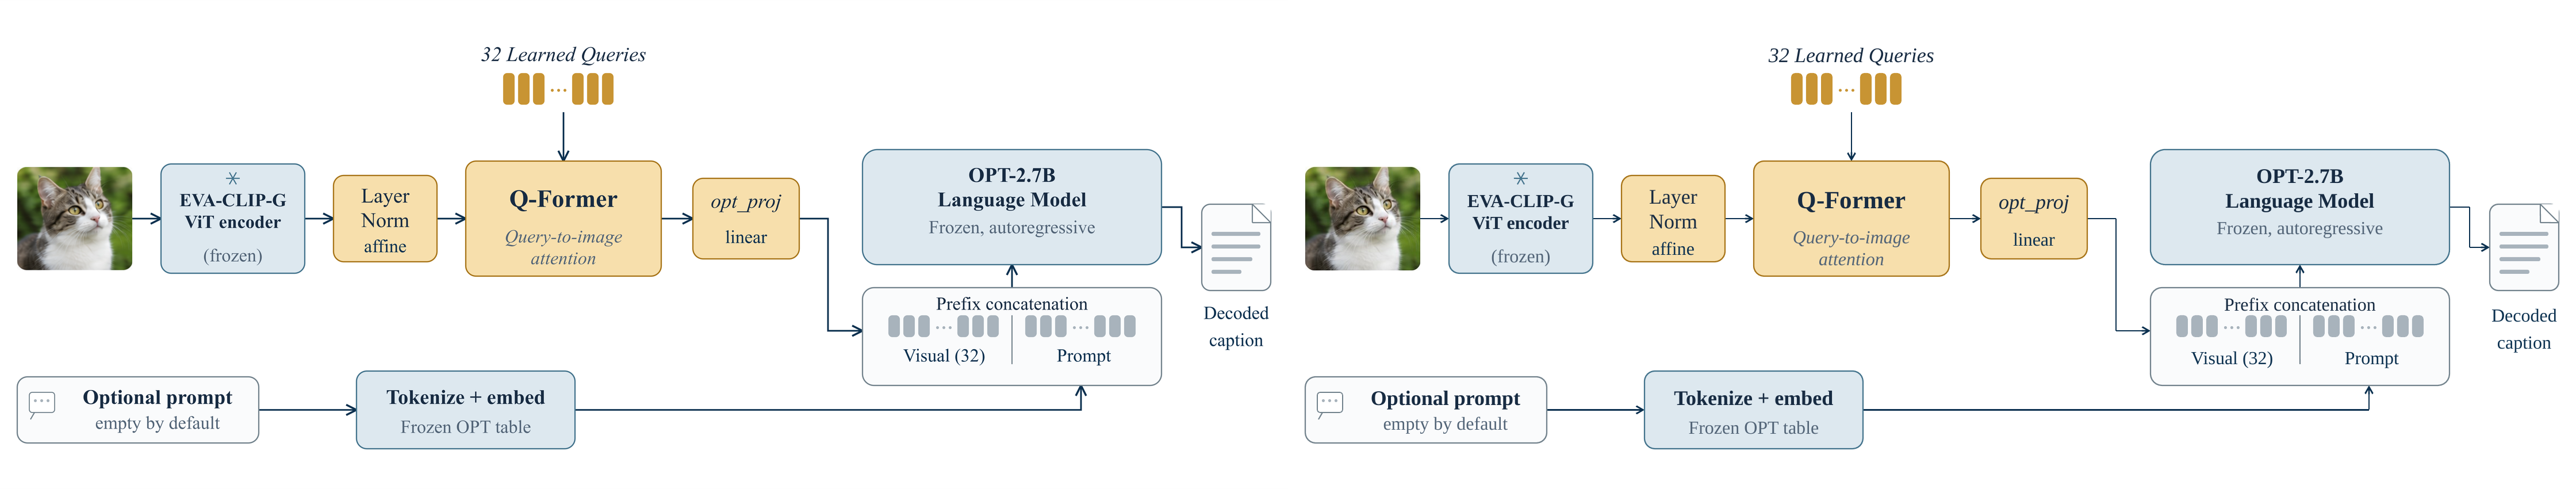 32 Learned Queries
EVA-CLIP-G
ViT encoder
(frozen)
Layer
Norm
affine
Q-Former
Query-to-image
attention
opt_proj
linear
OPT-2.7B
Language Model
Frozen, autoregressive
Prefix concatenation
Visual (32)
Prompt
Decoded
caption
Optional prompt
empty by default
Tokenize + embed
Frozen OPT table
32 Learned Queries
EVA-CLIP-G
ViT encoder
(frozen)
Layer
Norm
affine
Q-Former
Query-to-image
attention
opt_proj
linear
OPT-2.7B
Language Model
Frozen, autoregressive
Prefix concatenation
Visual (32)
Prompt
Decoded
caption
Optional prompt
empty by default
Tokenize + embed
Frozen OPT table